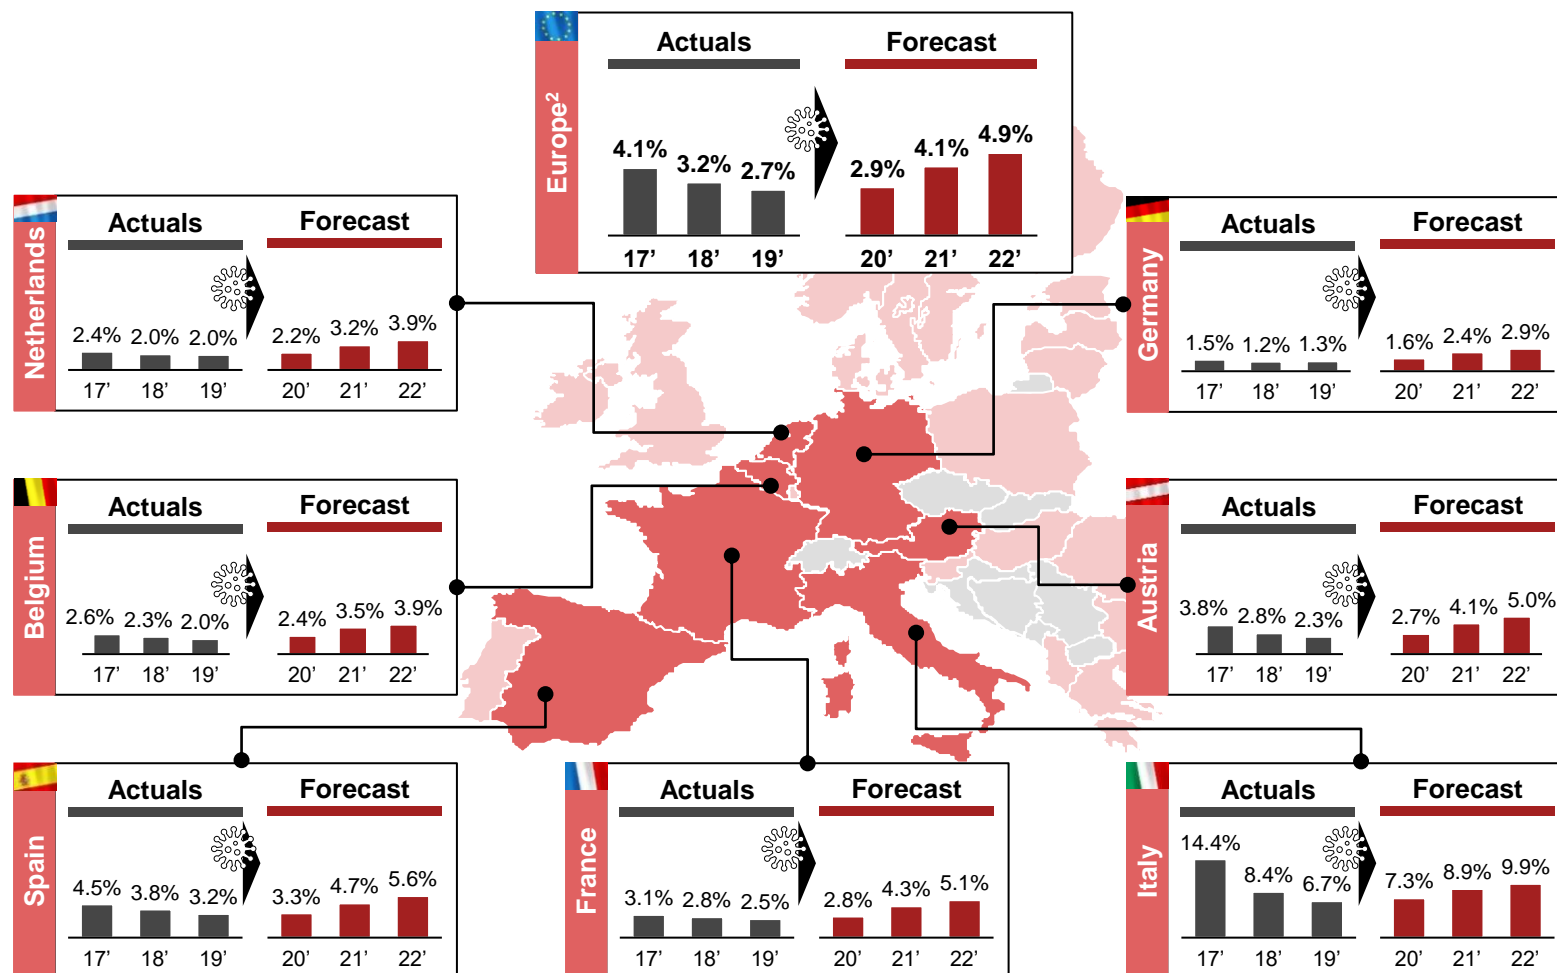 Europe²
Actuals Forecast
4.1% 3.2% 2.7% 2.9% 4.1% 4.9%
17’ 18’ 19’ 20’ 21’ 22’
Netherlands
Actuals Forecast
2.4% 2.0% 2.0% 2.2% 3.2% 3.9%
17’ 18’ 19’ 20’ 21’ 22’
Germany
Actuals Forecast
1.5% 1.2% 1.3% 1.6% 2.4% 2.9%
17’ 18’ 19’ 20’ 21’ 22’
Belgium
Actuals Forecast
2.6% 2.3% 2.0% 2.4% 3.5% 3.9%
17’ 18’ 19’ 20’ 21’ 22’
Austria
Actuals Forecast
3.8% 2.8% 2.3% 2.7% 4.1% 5.0%
17’ 18’ 19’ 20’ 21’ 22’
Spain
Actuals Forecast
4.5% 3.8% 3.2% 3.3% 4.7% 5.6%
17’ 18’ 19’ 20’ 21’ 22’
France
Actuals Forecast
3.1% 2.8% 2.5% 2.8% 4.3% 5.1%
17’ 18’ 19’ 20’ 21’ 22’
Italy
Actuals Forecast
14.4% 8.4% 6.7% 7.3% 8.9% 9.9%
17’ 18’ 19’ 20’ 21’ 22’